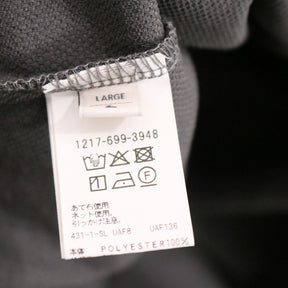 LARGE
1217-699-3948
あて布使用
ネット使用。
引っかけ注意。
431-1-SL UAF8 UAF136
本体 POLYESTER100%